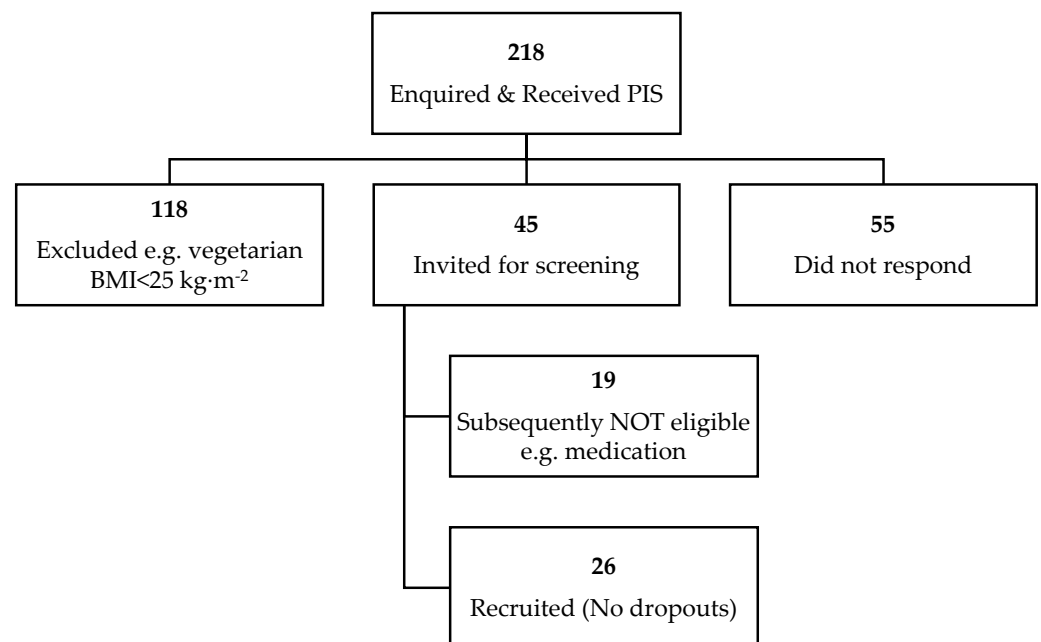 218
Enquired & Received PIS
118
Excluded e.g. vegetarian
BMI<25 kg·m⁻²
45
Invited for screening
55
Did not respond
19
Subsequently NOT eligible
e.g. medication
26
Recruited (No dropouts)